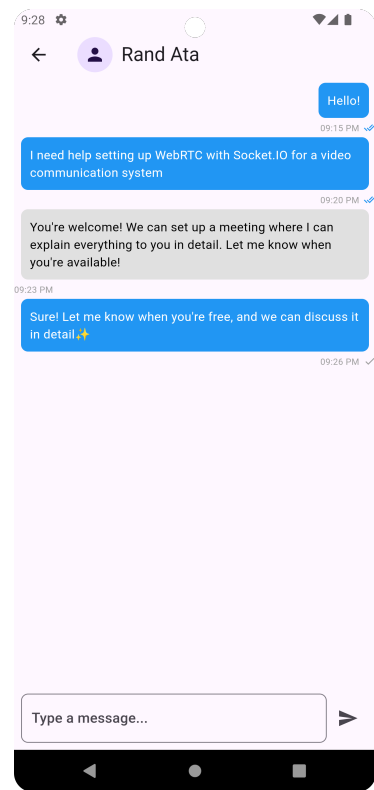 9:28
Rand Ata
Hello!
09:15 PM
I need help setting up WebRTC with Socket.IO for a video
communication system
09:20 PM
You're welcome! We can set up a meeting where I can
explain everything to you in detail. Let me know when
you're available!
09:23 PM
Sure! Let me know when you're free, and we can discuss it
in detail✨
09:26 PM
Type a message...